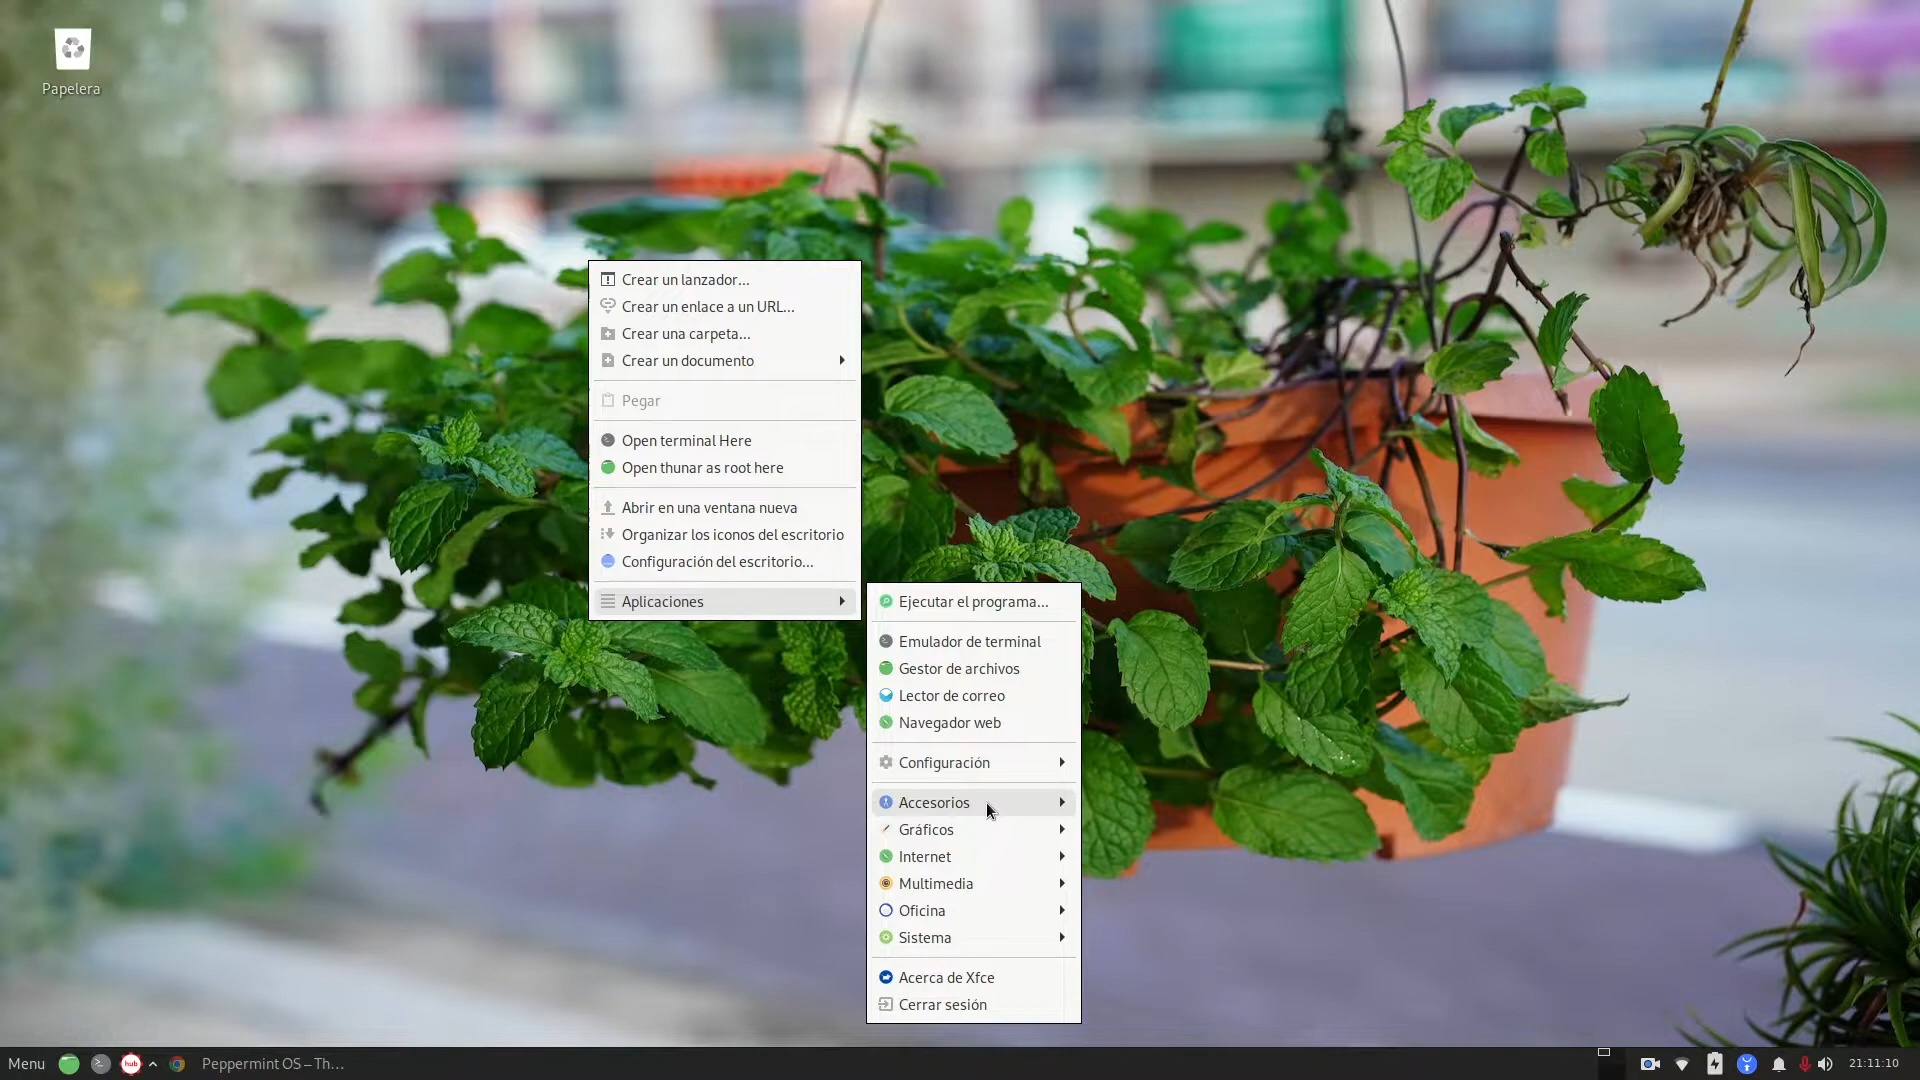 Papelera
Crear un lanzador...
Crear un enlace a un URL...
Crear una carpeta...
Crear un documento
Pegar
Open terminal Here
Open thunar as root here
Abrir en una ventana nueva
Organizar los iconos del escritorio
Configuración del escritorio...
Aplicaciones
Ejecutar el programa...
Emulador de terminal
Gestor de archivos
Lector de correo
Navegador web
Configuración
Accesorios
Gráficos
Internet
Multimedia
Oficina
Sistema
Acerca de Xfce
Cerrar sesión
Menu hub Peppermint OS – Th... 21:11:10